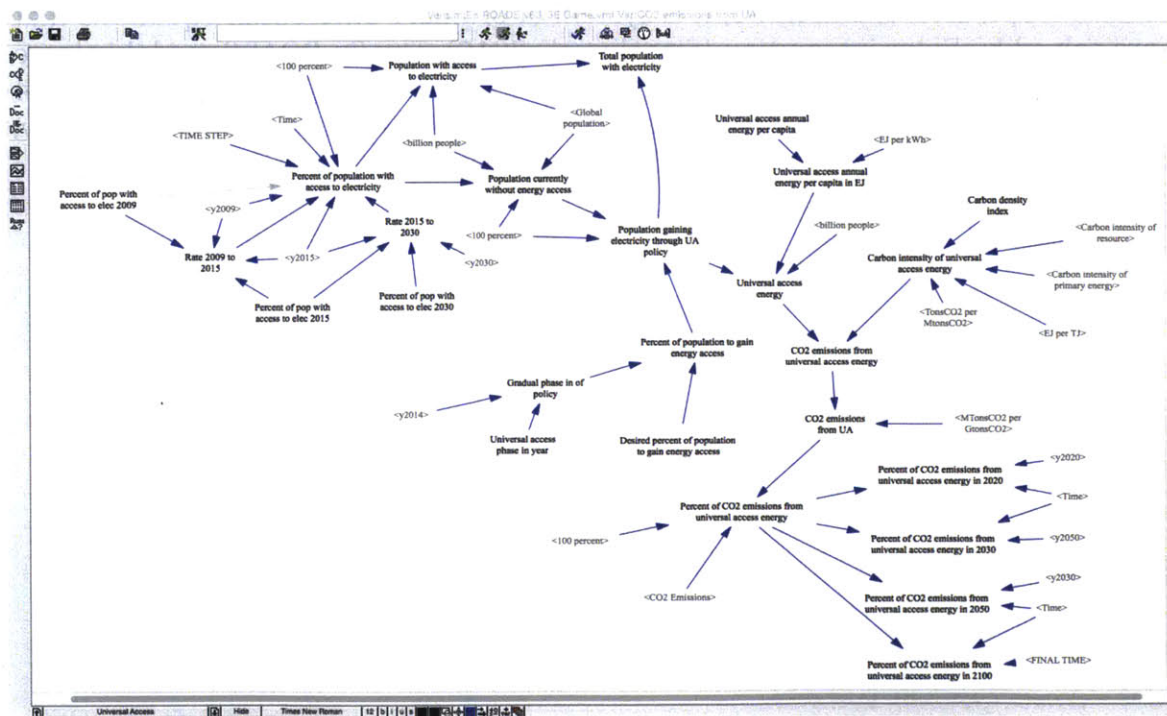 <100 percent>
Population with access
to electricity
Total population
with electricity
<Time>
<Global
population>
<TIME STEP>
<billion people>
Universal access annual
energy per capita
<EJ per kWh>
Percent of population with
access to electricity
Population currently
without energy access
Universal access annual
energy per capita in EJ
Percent of pop with
access to elec 2009
<y2009>
Rate 2015 to
2030
Carbon density
index
<100 percent>
Population gaining
electricity through UA
policy
<billion people>
<Carbon intensity of
resource>
Rate 2009 to
2015
<y2015>
<y2030>
Carbon intensity of universal
access energy
Universal access
energy
<Carbon intensity of
primary energy>
Percent of pop with
access to elec 2015
Percent of pop with
access to elec 2030
<TonsCO2 per
MtonsCO2>
<EJ per TJ>
Percent of population to gain
energy access
CO2 emissions from
universal access energy
Gradual phase in of
policy
<y2014>
Universal access
phase in year
Desired percent of population
to gain energy access
CO2 emissions
from UA
<MTonsCO2 per
GtonsCO2>
<y2020>
Percent of CO2 emissions from
universal access energy in 2020
<Time>
Percent of CO2 emissions from
universal access energy
<100 percent>
Percent of CO2 emissions from
universal access energy in 2030
<y2050>
<y2030>
<CO2 Emissions>
Percent of CO2 emissions from
universal access energy in 2050
<Time>
Percent of CO2 emissions from
universal access energy in 2100
<FINAL TIME>
Universal Access
Hide
Times New Roman
12 b i u s